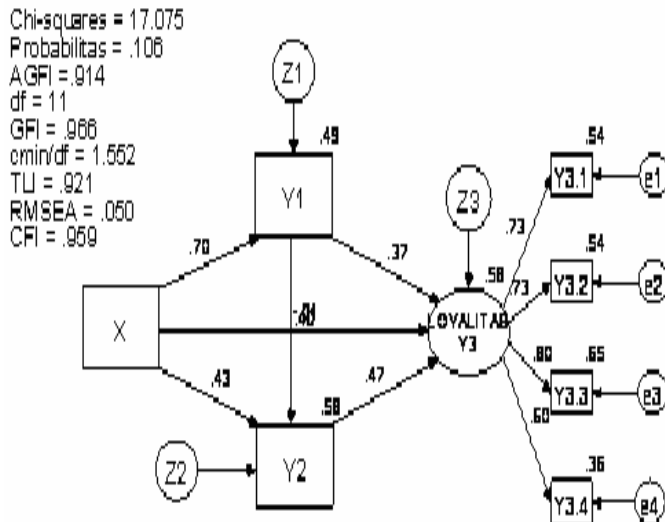 Chi-squares = 17.075
Probabilitas = .106
AGFI = .914
df = 11
GFI = .966
cmin/df = 1.552
TLI = .921
RMSEA = .050
CFI = .959
Z1
.49
Y1
Z3
.54
Y3.1
e1
.73
.70
.37
.58
.54
.73
Y3.2
e2
X
LOYALITAS
Y3
.80
.65
Y3.3
e3
.43
.47
.58
.60
Z2
Y2
.36
Y3.4
e4